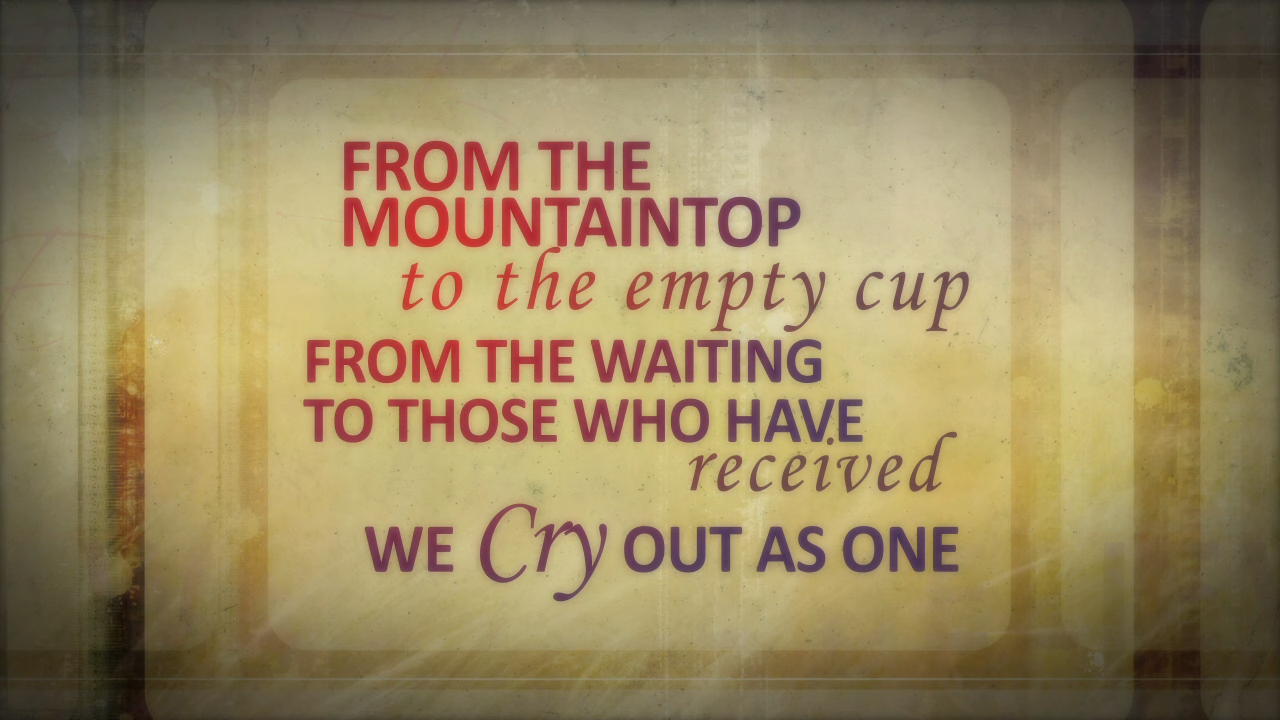 FROM THE
MOUNTAINTOP
to the empty cup
FROM THE WAITING
TO THOSE WHO HAVE
received
WE Cry OUT AS ONE